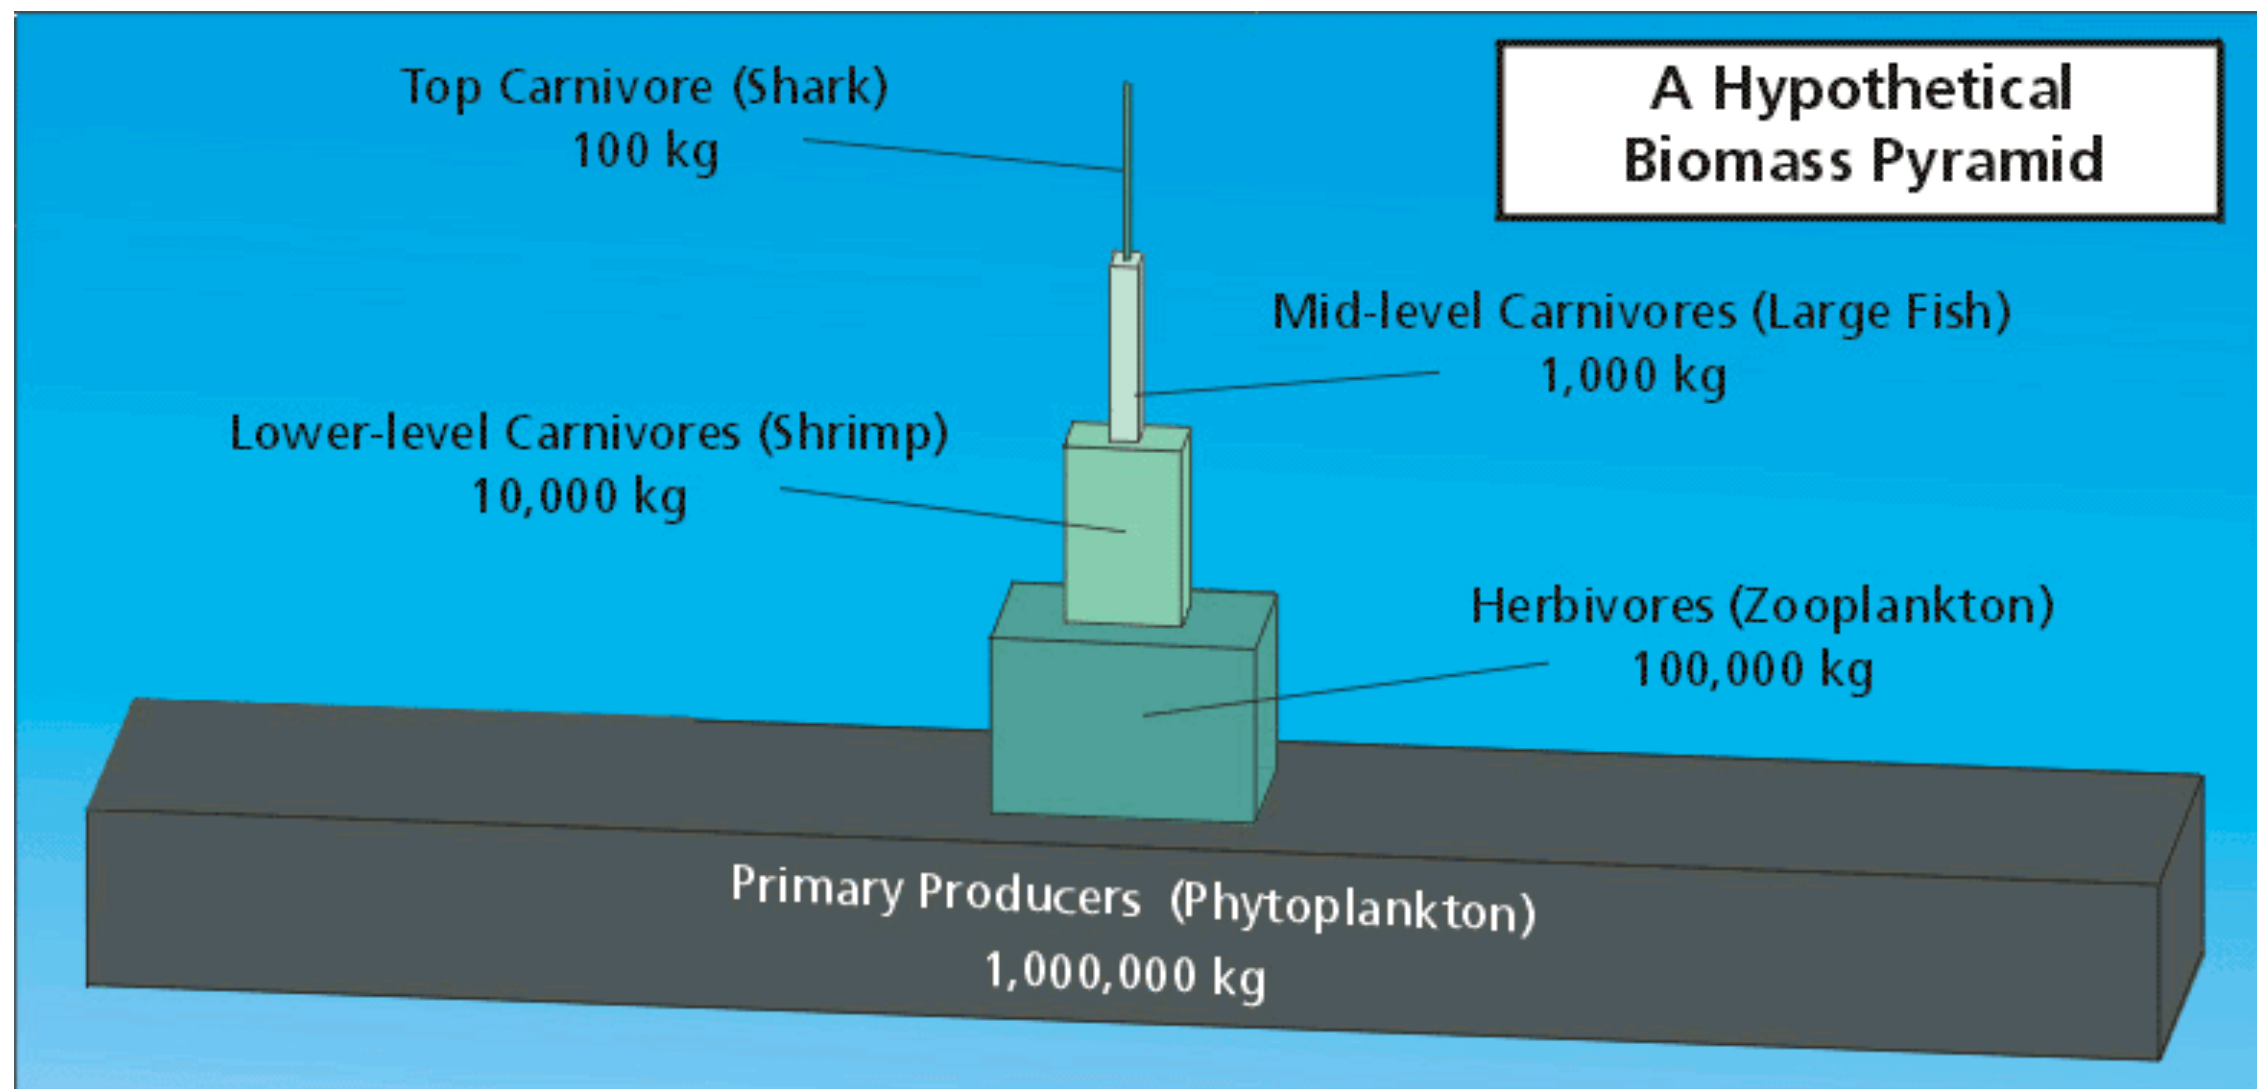 Top Carnivore (Shark)
100 kg
A Hypothetical
Biomass Pyramid
Mid-level Carnivores (Large Fish)
1,000 kg
Lower-level Carnivores (Shrimp)
10,000 kg
Herbivores (Zooplankton)
100,000 kg
Primary Producers (Phytoplankton)
1,000,000 kg